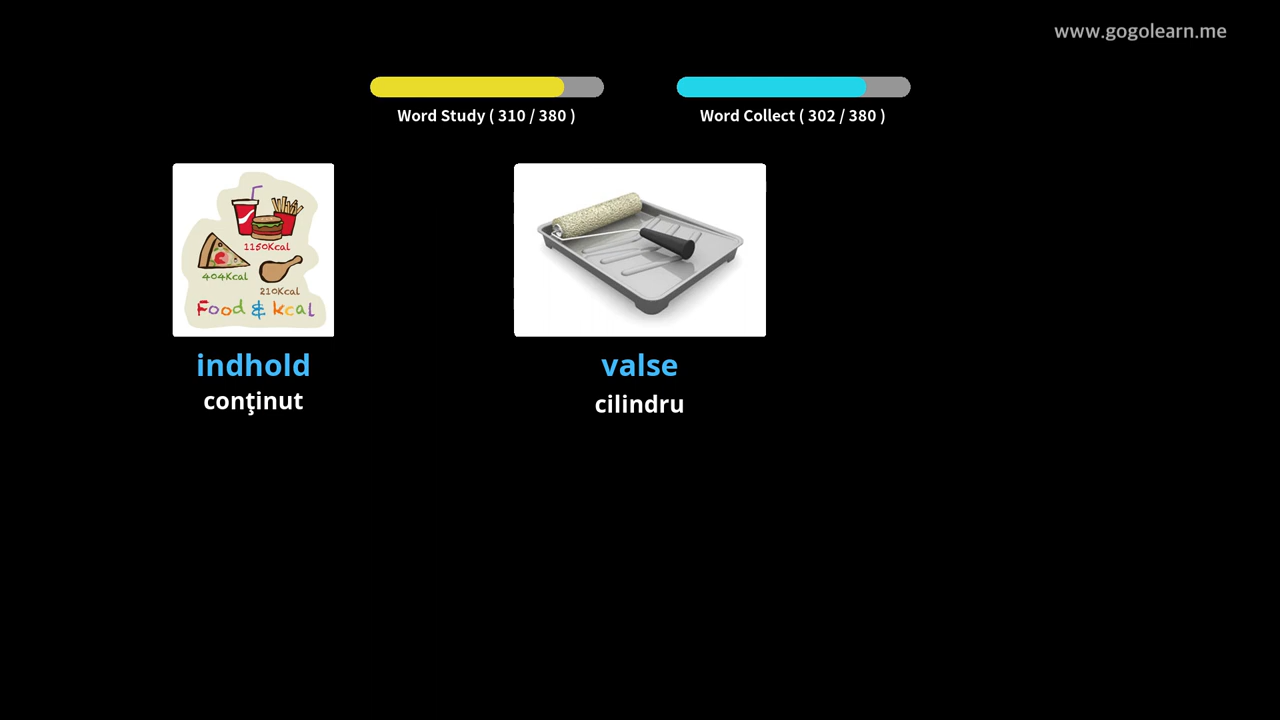 www.gogolearn.me
Word Study ( 310 / 380 )
Word Collect ( 302 / 380 )
1150Kcal
404Kcal
210Kcal
Food & kcal
indhold
valse
conţinut
cilindru